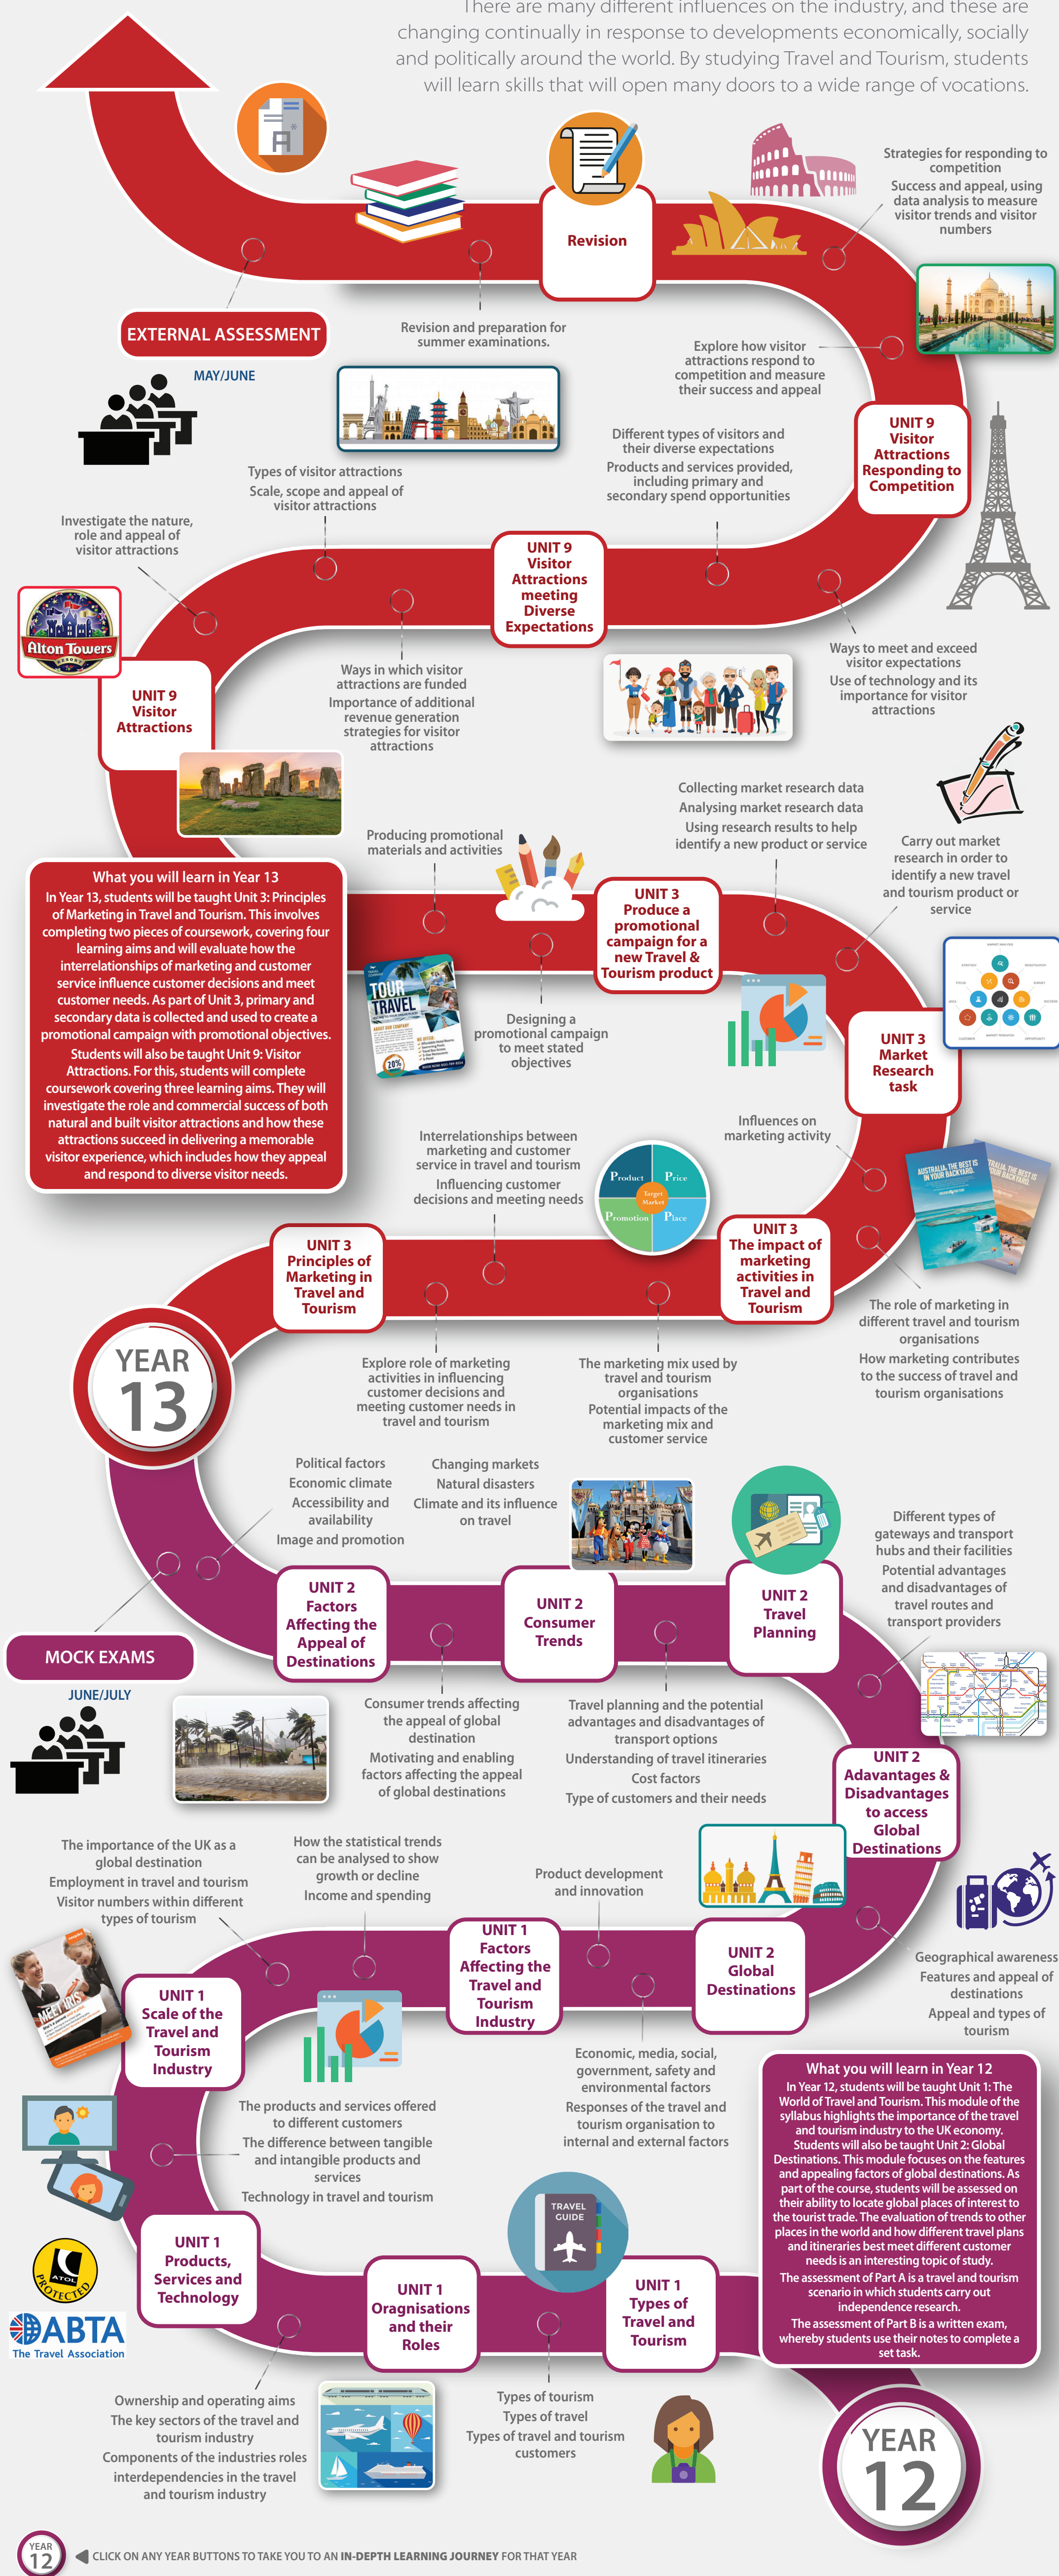 There are many different influences on the industry, and these are
changing continually in response to developments economically, socially
and politically around the world. By studying Travel and Tourism, students
will learn skills that will open many doors to a wide range of vocations.
A
Strategies for responding to
competition
Success and appeal, using
data analysis to measure
visitor trends and visitor
numbers
Revision
EXTERNAL ASSESSMENT
MAY/JUNE
Revision and preparation for
summer examinations.
Explore how visitor
attractions respond to
competition and measure
their success and appeal
UNIT 9
Visitor
Attractions
Responding to
Competition
Different types of visitors and
their diverse expectations
Products and services provided,
including primary and
secondary spend opportunities
Types of visitor attractions
Scale, scope and appeal of
visitor attractions
Investigate the nature,
role and appeal of
visitor attractions
UNIT 9
Visitor
Attractions
meeting
Diverse
Expectations
Alton Towers
RESORT
Ways to meet and exceed
visitor expectations
Use of technology and its
importance for visitor
attractions
Ways in which visitor
attractions are funded
Importance of additional
revenue generation
strategies for visitor
attractions
UNIT 9
Visitor
Attractions
Collecting market research data
Analysing market research data
Using research results to help
identify a new product or service
Producing promotional
materials and activities
Carry out market
research in order to
identify a new travel
and tourism product or
service
What you will learn in Year 13
In Year 13, students will be taught Unit 3: Principles
of Marketing in Travel and Tourism. This involves
completing two pieces of coursework, covering four
learning aims and will evaluate how the
interrelationships of marketing and customer
service influence customer decisions and meet
customer needs. As part of Unit 3, primary and
secondary data is collected and used to create a
promotional campaign with promotional objectives.
Students will also be taught Unit 9: Visitor
Attractions. For this, students will complete
coursework covering three learning aims. They will
investigate the role and commercial success of both
natural and built visitor attractions and how these
attractions succeed in delivering a memorable
visitor experience, which includes how they appeal
and respond to diverse visitor needs.
UNIT 3
Produce a
promotional
campaign for a
new Travel &
Tourism product
TOUR
TRAVEL
20%
Designing a
promotional campaign
to meet stated
objectives
UNIT 3
Market
Research
task
Influences on
marketing activity
Interrelationships between
marketing and customer
service in travel and tourism
Influencing customer
decisions and meeting needs
Product
Price
Target
Market
Promotion
Place
AUSTRALIA. THE BEST IS
IN YOUR BACKYARD.
UNIT 3
Principles of
Marketing in
Travel and
Tourism
UNIT 3
The impact of
marketing
activities in
Travel and
Tourism
The role of marketing in
different travel and tourism
organisations
How marketing contributes
to the success of travel and
tourism organisations
YEAR
13
Explore role of marketing
activities in influencing
customer decisions and
meeting customer needs in
travel and tourism
The marketing mix used by
travel and tourism
organisations
Potential impacts of the
marketing mix and
customer service
Political factors
Economic climate
Accessibility and
availability
Image and promotion
Changing markets
Natural disasters
Climate and its influence
on travel
Different types of
gateways and transport
hubs and their facilities
Potential advantages
and disadvantages of
travel routes and
transport providers
UNIT 2
Factors
Affecting the
Appeal of
Destinations
UNIT 2
Consumer
Trends
UNIT 2
Travel
Planning
MOCK EXAMS
JUNE/JULY
Consumer trends affecting
the appeal of global
destination
Motivating and enabling
factors affecting the appeal
of global destinations
Travel planning and the potential
advantages and disadvantages of
transport options
Understanding of travel itineraries
Cost factors
Type of customers and their needs
UNIT 2
Adavantages &
Disadvantages
to access
Global
Destinations
The importance of the UK as a
global destination
Employment in travel and tourism
Visitor numbers within different
types of tourism
How the statistical trends
can be analysed to show
growth or decline
Income and spending
Product development
and innovation
Geographical awareness
Features and appeal of
destinations
Appeal and types of
tourism
MEET IRIS
UNIT 1
Scale of the
Travel and
Tourism
Industry
UNIT 1
Factors
Affecting the
Travel and
Tourism
Industry
UNIT 2
Global
Destinations
Economic, media, social,
government, safety and
environmental factors
Responses of the travel and
tourism organisation to
internal and external factors
The products and services offered
to different customers
The difference between tangible
and intangible products and
services
Technology in travel and tourism
What you will learn in Year 12
In Year 12, students will be taught Unit 1: The
World of Travel and Tourism. This module of the
syllabus highlights the importance of the travel
and tourism industry to the UK economy.
Students will also be taught Unit 2: Global
Destinations. This module focuses on the features
and appealing factors of global destinations. As
part of the course, students will be assessed on
their ability to locate global places of interest to
the tourist trade. The evaluation of trends to other
places in the world and how different travel plans
and itineraries best meet different customer
needs is an interesting topic of study.
The assessment of Part A is a travel and tourism
scenario in which students carry out
independence research.
The assessment of Part B is a written exam,
whereby students use their notes to complete a
set task.
TRAVEL
GUIDE
UNIT 1
Products,
Services and
Technology
ATOL
PROTECTED
ABTA
The Travel Association
UNIT 1
Oragnisations
and their
Roles
UNIT 1
Types of
Travel and
Tourism
Ownership and operating aims
The key sectors of the travel and
tourism industry
Components of the industries roles
interdependencies in the travel
and tourism industry
Types of tourism
Types of travel
Types of travel and tourism
customers
YEAR
12
YEAR
12
CLICK ON ANY YEAR BUTTONS TO TAKE YOU TO AN IN-DEPTH LEARNING JOURNEY FOR THAT YEAR